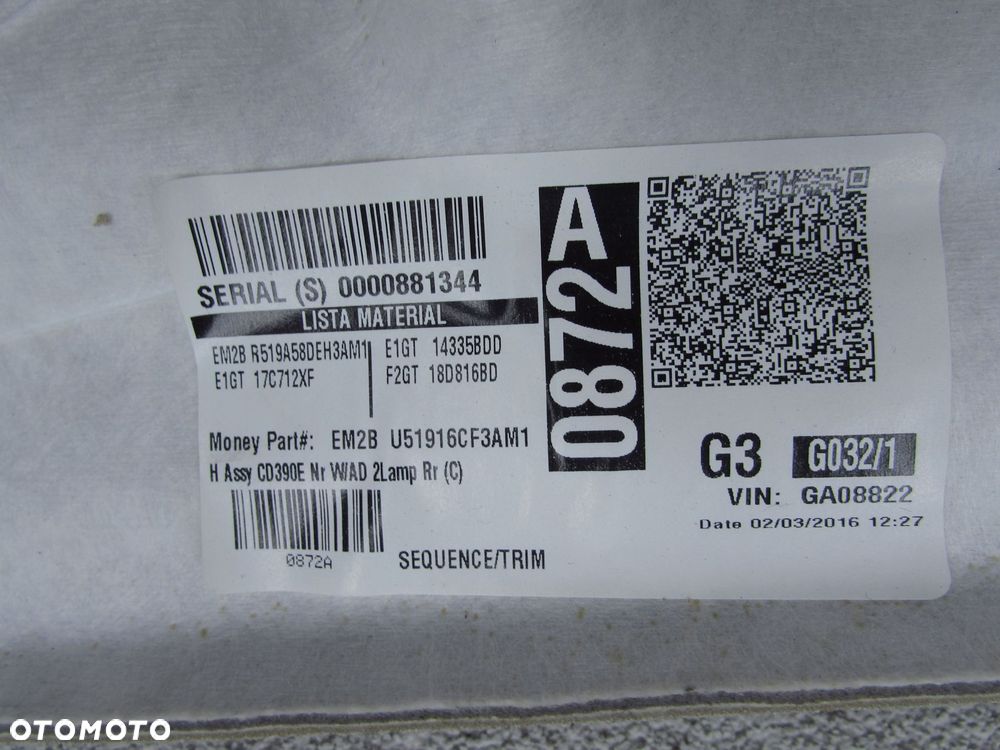 SERIAL (S) 0000881344
LISTA MATERIAL
EM2B R519A58DEH3AM1 E1GT 14335BDD
E1GT 17C712XF F2GT 18D816BD
Money Part#: EM2B U51916CF3AM1
H Assy CD390E Nr W/AD 2Lamp Rr (C)
0872A
SEQUENCE/TRIM
0872A
G3 G032/1
VIN: GA08822
Date 02/03/2016 12:27
OTOMOTO